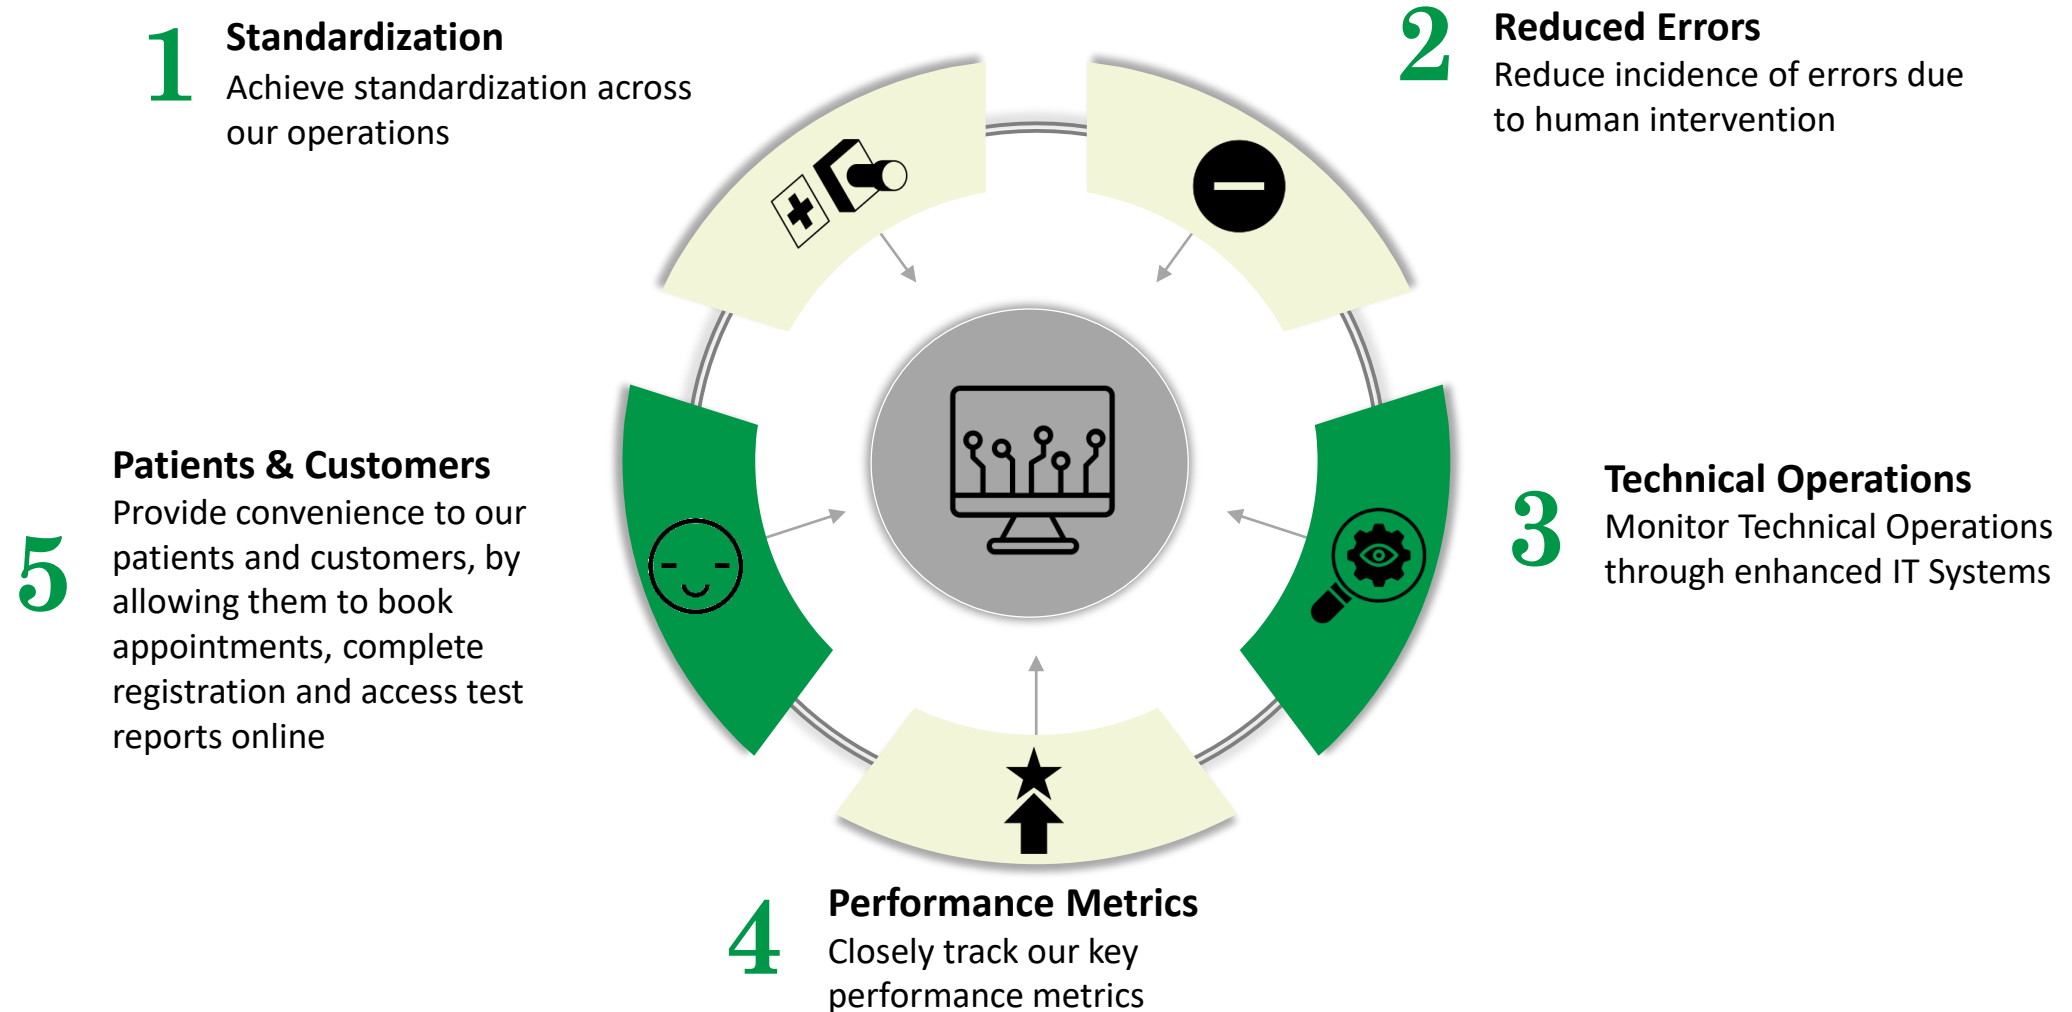 1
Standardization
Achieve standardization across
our operations
2
Reduced Errors
Reduce incidence of errors due
to human intervention
3
Technical Operations
Monitor Technical Operations
through enhanced IT Systems
4
Performance Metrics
Closely track our key
performance metrics
5
Patients & Customers
Provide convenience to our
patients and customers, by
allowing them to book
appointments, complete
registration and access test
reports online